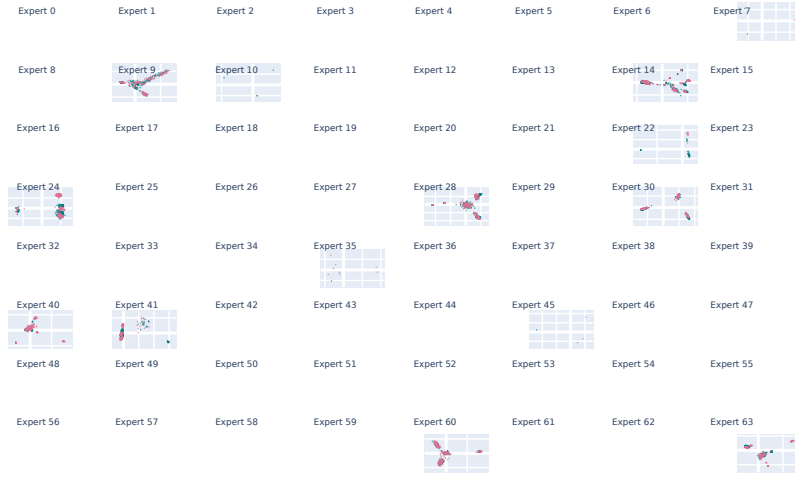 Expert 0 Expert 1 Expert 2 Expert 3 Expert 4 Expert 5 Expert 6 Expert 7
Expert 8 Expert 9 Expert 10 Expert 11 Expert 12 Expert 13 Expert 14 Expert 15
Expert 16 Expert 17 Expert 18 Expert 19 Expert 20 Expert 21 Expert 22 Expert 23
Expert 24 Expert 25 Expert 26 Expert 27 Expert 28 Expert 29 Expert 30 Expert 31
Expert 32 Expert 33 Expert 34 Expert 35 Expert 36 Expert 37 Expert 38 Expert 39
Expert 40 Expert 41 Expert 42 Expert 43 Expert 44 Expert 45 Expert 46 Expert 47
Expert 48 Expert 49 Expert 50 Expert 51 Expert 52 Expert 53 Expert 54 Expert 55
Expert 56 Expert 57 Expert 58 Expert 59 Expert 60 Expert 61 Expert 62 Expert 63